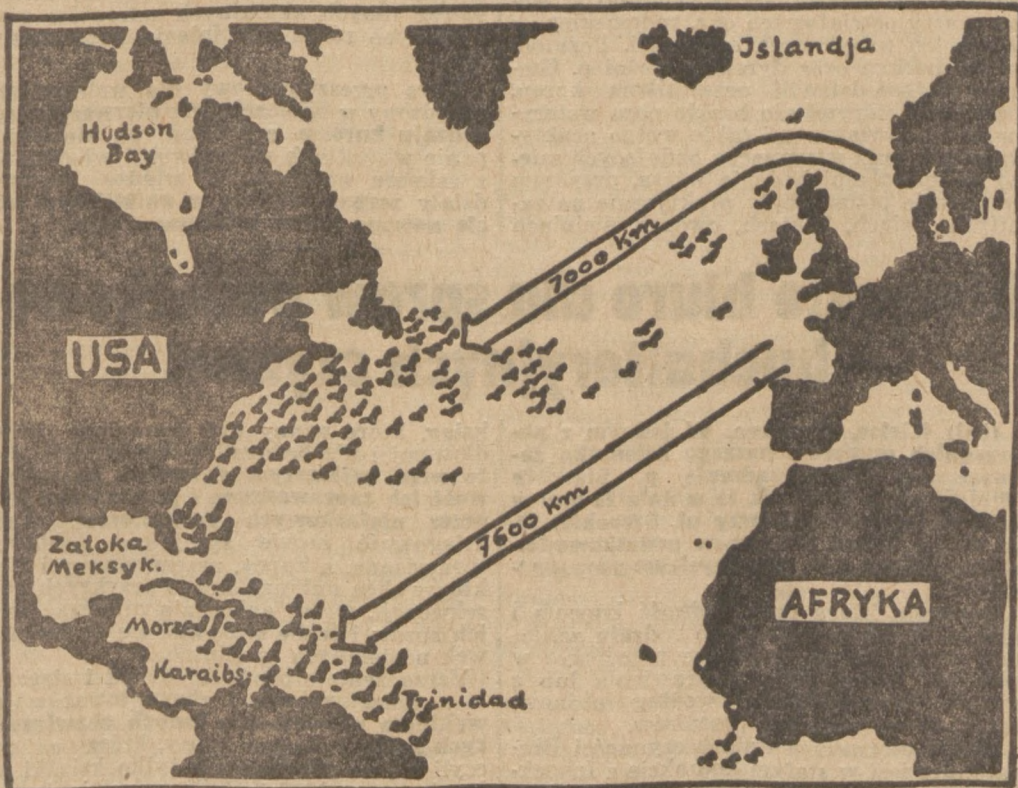 Islandja
Hudson
Bay
7000 Km
USA
7600 KM
Zatoka
Meksyk.
AFRYKA
Morze
Karaibs.
Trinidad